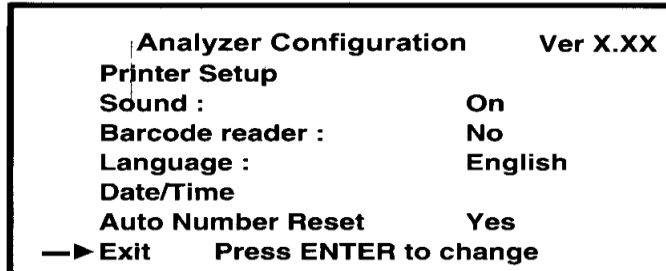 Analyzer Configuration Ver X.XX
Printer Setup
Sound : On
Barcode reader : No
Language : English
Date/Time
Auto Number Reset Yes
Exit Press ENTER to change